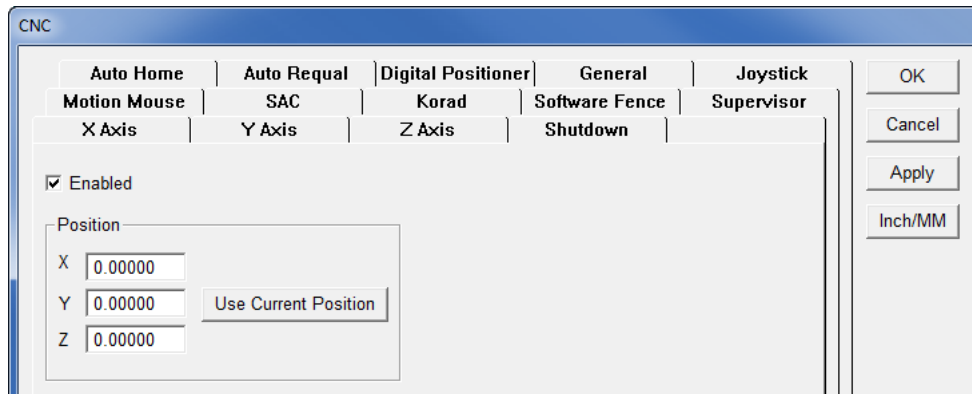 CNC
Auto Home Auto Requal Digital Positioner General Joystick
Motion Mouse SAC Korad Software Fence Supervisor
X Axis Y Axis Z Axis Shutdown
OK
Cancel
Apply
Inch/MM
Enabled
Position
X 0.00000
Y 0.00000 Use Current Position
Z 0.00000